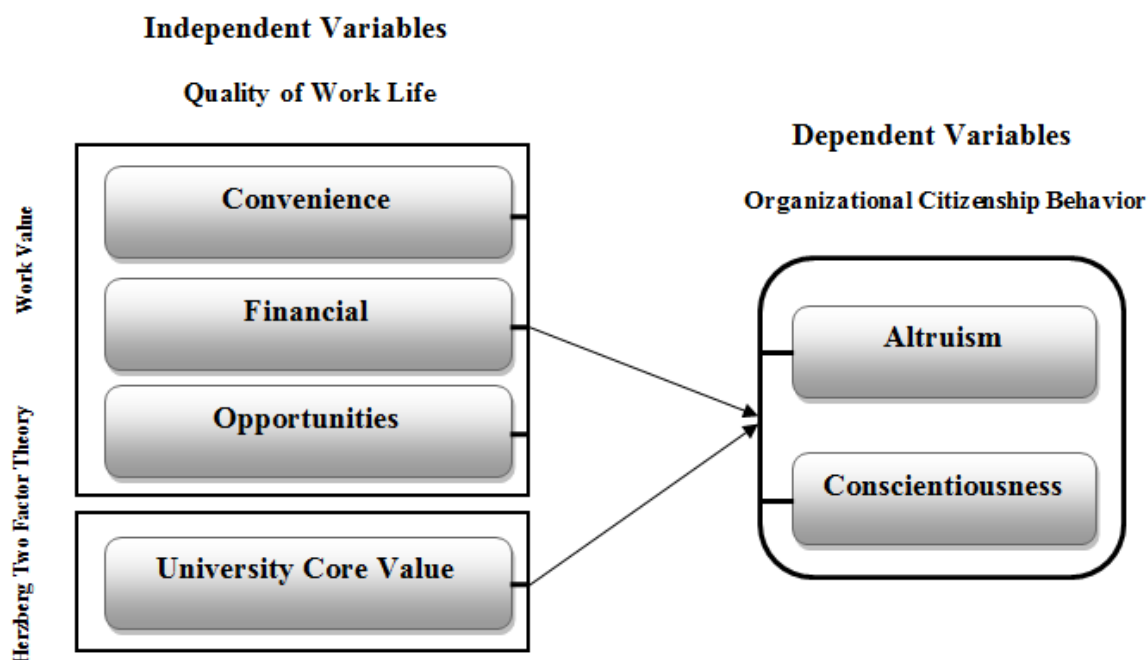 Independent Variables
Quality of Work Life
Work Value
Convenience
Financial
Opportunities
Herzberg Two Factor Theory
University Core Value
Dependent Variables
Organizational Citizenship Behavior
Altruism
Conscientiousness